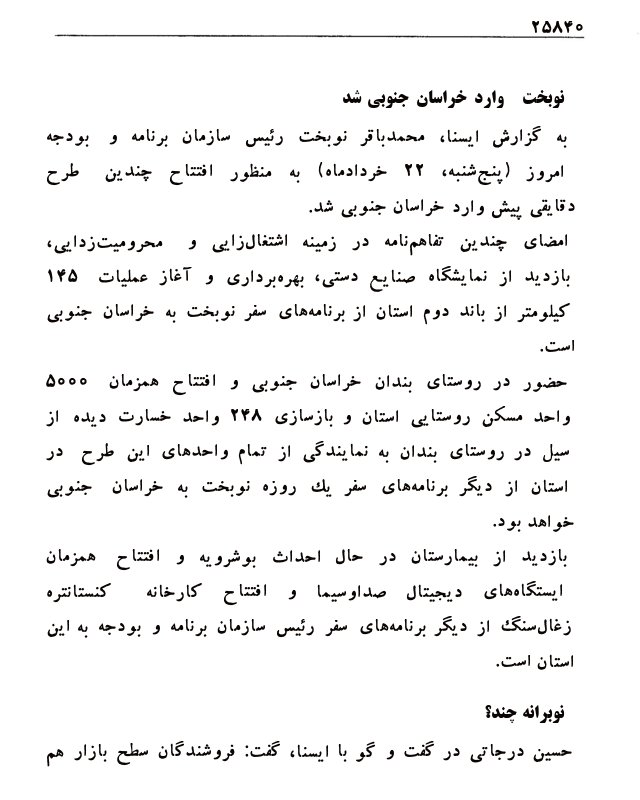 ۲۵۸۴۰
نوبخت وارد خراسان جنوبی شد
به گزارش ایسنا، محمدباقر نوبخت رئیس سازمان برنامه و بودجه
امروز (پنج‌شنبه، ۲۲ خردادماه) به منظور افتتاح چندین طرح
دقایقی پیش وارد خراسان جنوبی شد.
امضای چندین تفاهم‌نامه در زمینه اشتغال‌زایی و محرومیت‌زدایی،
بازدید از نمایشگاه صنایع دستی، بهره‌برداری و آغاز عملیات ۱۴۵
کیلومتر از باند دوم استان از برنامه‌های سفر نوبخت به خراسان جنوبی
است.
حضور در روستای بندان خراسان جنوبی و افتتاح همزمان ۵۰۰۰
واحد مسکن روستایی استان و بازسازی ۲۴۸ واحد خسارت دیده از
سیل در روستای بندان به نمایندگی از تمام واحدهای این طرح در
استان از دیگر برنامه‌های سفر یك روزه نوبخت به خراسان جنوبی
خواهد بود.
بازدید از بیمارستان در حال احداث بوشرویه و افتتاح همزمان
ایستگاه‌های دیجیتال صداوسیما و افتتاح کارخانه کنستانتره
زغال‌سنگ از دیگر برنامه‌های سفر رئیس سازمان برنامه و بودجه به این
استان است.
نوبرانه چند؟
حسین درجاتی در گفت و گو با ایسنا، گفت: فروشندگان سطح بازار هم